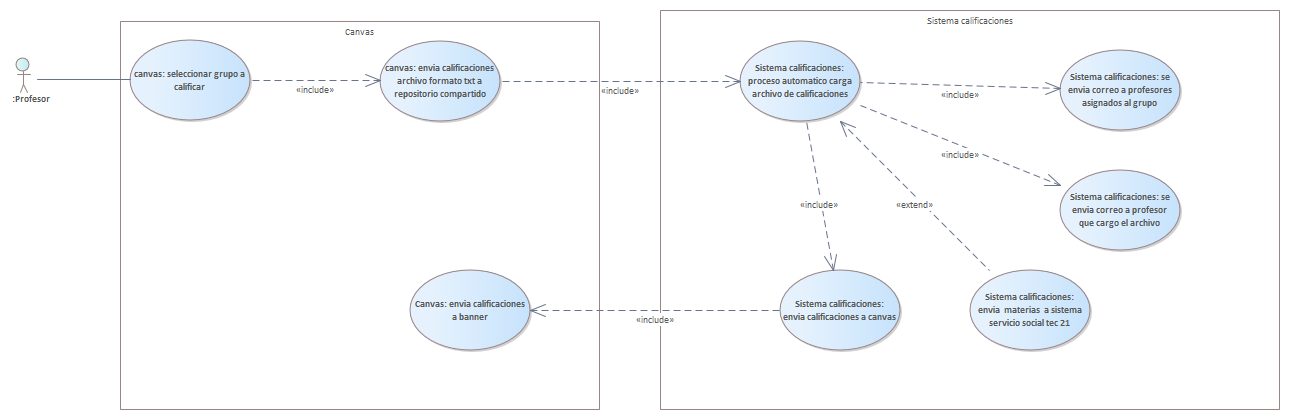 Canvas
Sistema calificaciones
:Profesor
canvas: seleccionar grupo a
calificar
«include»
canvas: envia calificaciones
archivo formato txt a
repositorio compartido
«include»
Sistema calificaciones:
proceso automatico carga
archivo de calificaciones
«include»
Sistema calificaciones: se
envia correo a profesores
asignados al grupo
«include»
Sistema calificaciones: se
envia correo a profesor
que cargo el archivo
«include»
«extend»
Canvas: envia calificaciones
a banner
«include»
Sistema calificaciones:
envia calificaciones a canvas
Sistema calificaciones:
envia materias a sistema
servicio social tec 21